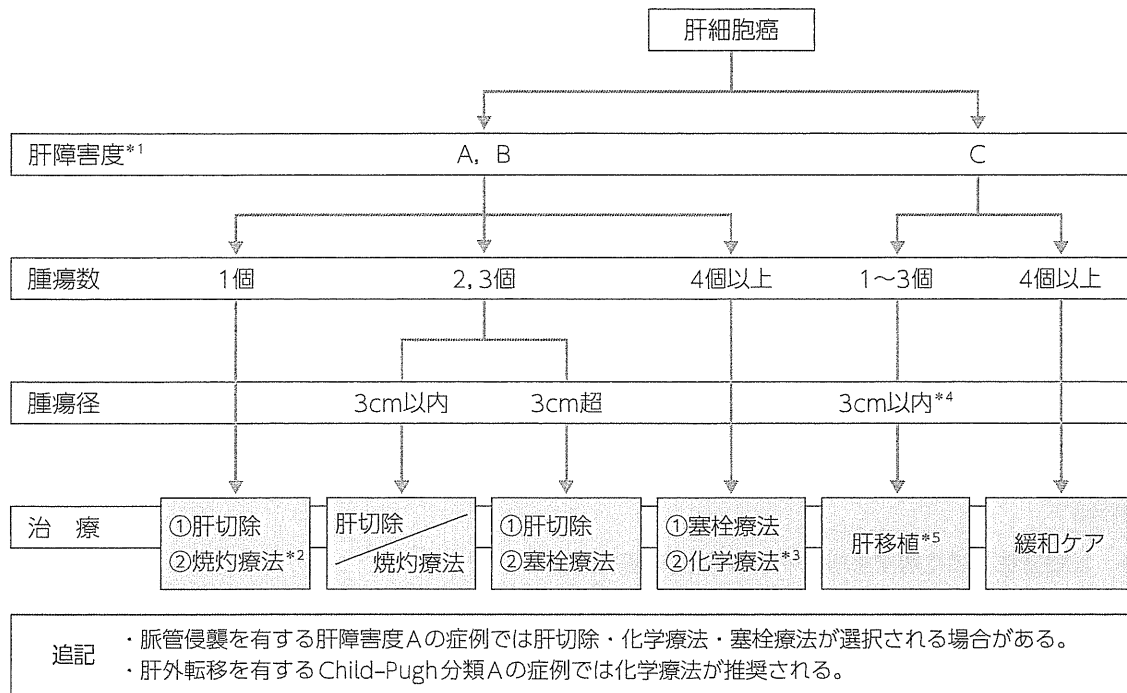 肝細胞癌
肝障害度*1 A, B C
腫瘍数 1個 2, 3個 4個以上 1〜3個 4個以上
腫瘍径 3cm以内 3cm超 3cm以内*4
治 療 ①肝切除 肝切除 ①肝切除 ①塞栓療法 肝移植*5 緩和ケア
②焼灼療法*2 焼灼療法 ②塞栓療法 ②化学療法*3
追記 ・脈管侵襲を有する肝障害度Aの症例では肝切除・化学療法・塞栓療法が選択される場合がある。
・肝外転移を有するChild–Pugh分類Aの症例では化学療法が推奨される。